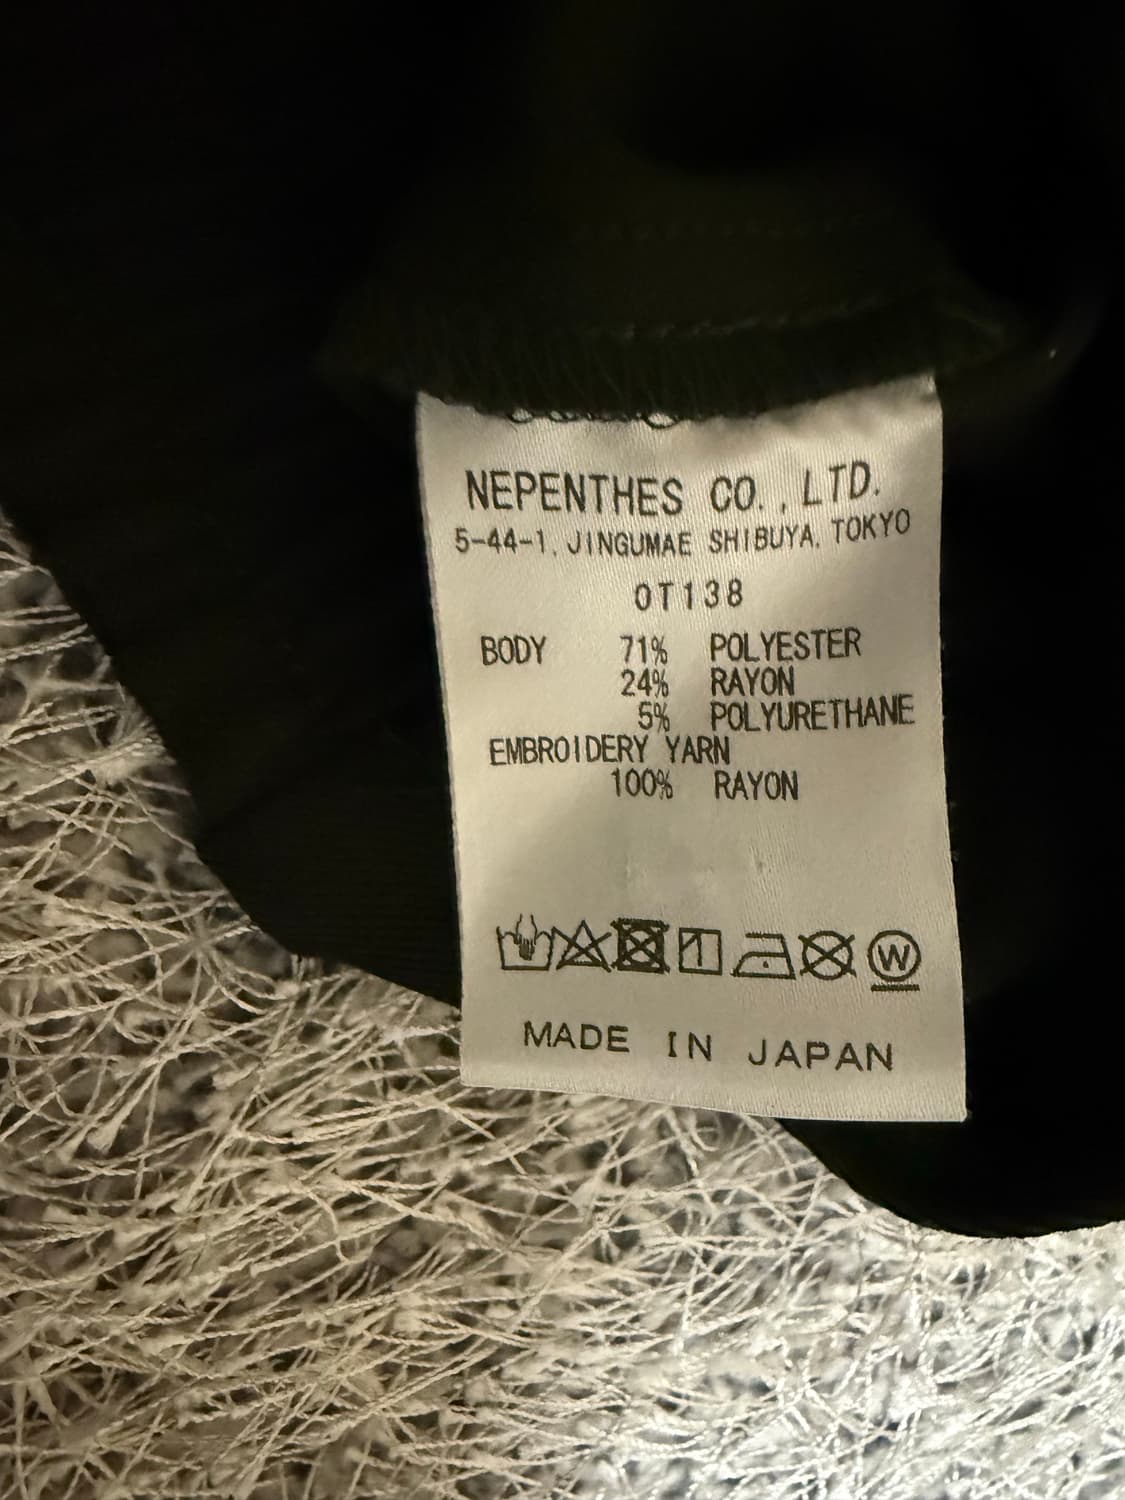 NEPENTHES CO., LTD.
5-44-1, JINGUMAE SHIBUYA, TOKYO
OT138
BODY 71% POLYESTER
24% RAYON
5% POLYURETHANE
EMBROIDERY YARN
100% RAYON
W
MADE IN JAPAN